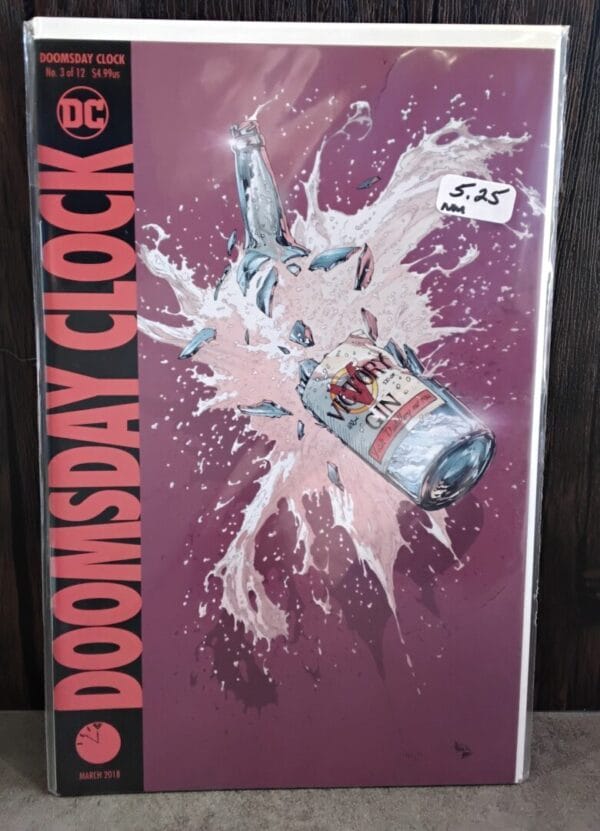 DOOMSDAY CLOCK
No. 3 of 12 $4.99us
DC
DOOMSDAY CLOCK
MARCH 2018
5.25
NM
VICTORY
GIN